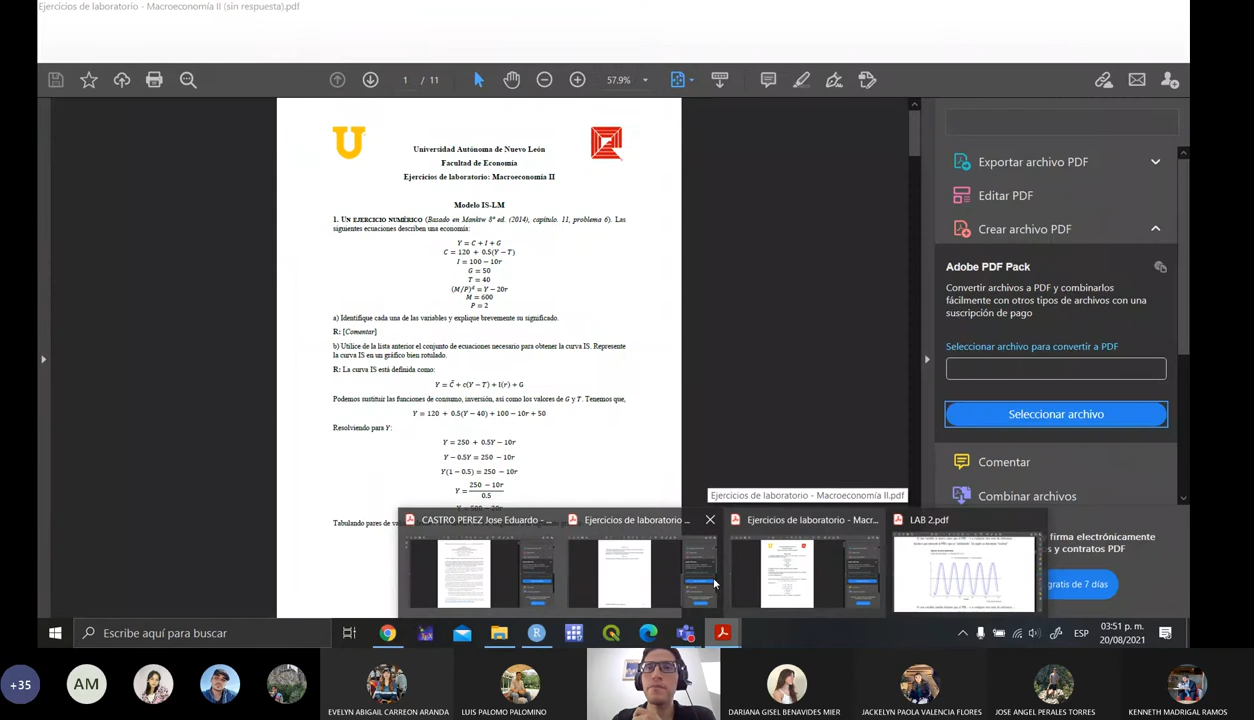 Ejercicios de laboratorio - Macroeconomía II (sin respuesta).pdf
1 / 11
57.9%
Universidad Autónoma de Nuevo León
Facultad de Economía
Ejercicios de laboratorio: Macroeconomía II
Modelo IS-LM
1. UN EJERCICIO NUMÉRICO (Basado en Mankiw 8ª ed. (2014), capítulo. 11, problema 6). Las
siguientes ecuaciones describen una economía:
Y = C + I + G
C = 120 + 0.5(Y − T)
I = 100 − 10r
G = 50
T = 40
(M/P)ᵈ = Y − 20r
M = 600
P = 2
a) Identifique cada una de las variables y explique brevemente su significado.
R: [Comentar]
b) Utilice de la lista anterior el conjunto de ecuaciones necesario para obtener la curva IS. Represente
la curva IS en un gráfico bien rotulado.
R: La curva IS está definida como:
Y = C̄ + c(Y − T) + I(r) + G
Podemos sustituir las funciones de consumo, inversión, así como los valores de G y T. Tenemos que,
Y = 120 + 0.5(Y − 40) + 100 − 10r + 50
Resolviendo para Y:
Y = 250 + 0.5Y − 10r
Y − 0.5Y = 250 − 10r
Y(1 − 0.5) = 250 − 10r
Y = 250 − 10r
0.5
Y = 500 − 20r
Tabulando pares de
Exportar archivo PDF
Editar PDF
Crear archivo PDF
Adobe PDF Pack
Convertir archivos a PDF y combinarlos
fácilmente con otros tipos de archivos con una
suscripción de pago
Seleccionar archivo para convertir a PDF
Seleccionar archivo
Comentar
Combinar archivos
firma electrónicamente
s y contratos PDF
gratis de 7 días
Ejercicios de laboratorio - Macroeconomía II.pdf
CASTRO PEREZ Jose Eduardo - ...
Ejercicios de laboratorio ...
Ejercicios de laboratorio - Macr...
LAB 2.pdf
Escribe aquí para buscar
ESP
03:51 p. m.
20/08/2021
+35
AM
EVELYN ABIGAIL CARREON ARANDA
LUIS PALOMO PALOMINO
DARIANA GISEL BENAVIDES MIER
JACKELYN PAOLA VALENCIA FLORES
JOSE ANGEL PERALES TORRES
KENNETH MADRIGAL RAMOS